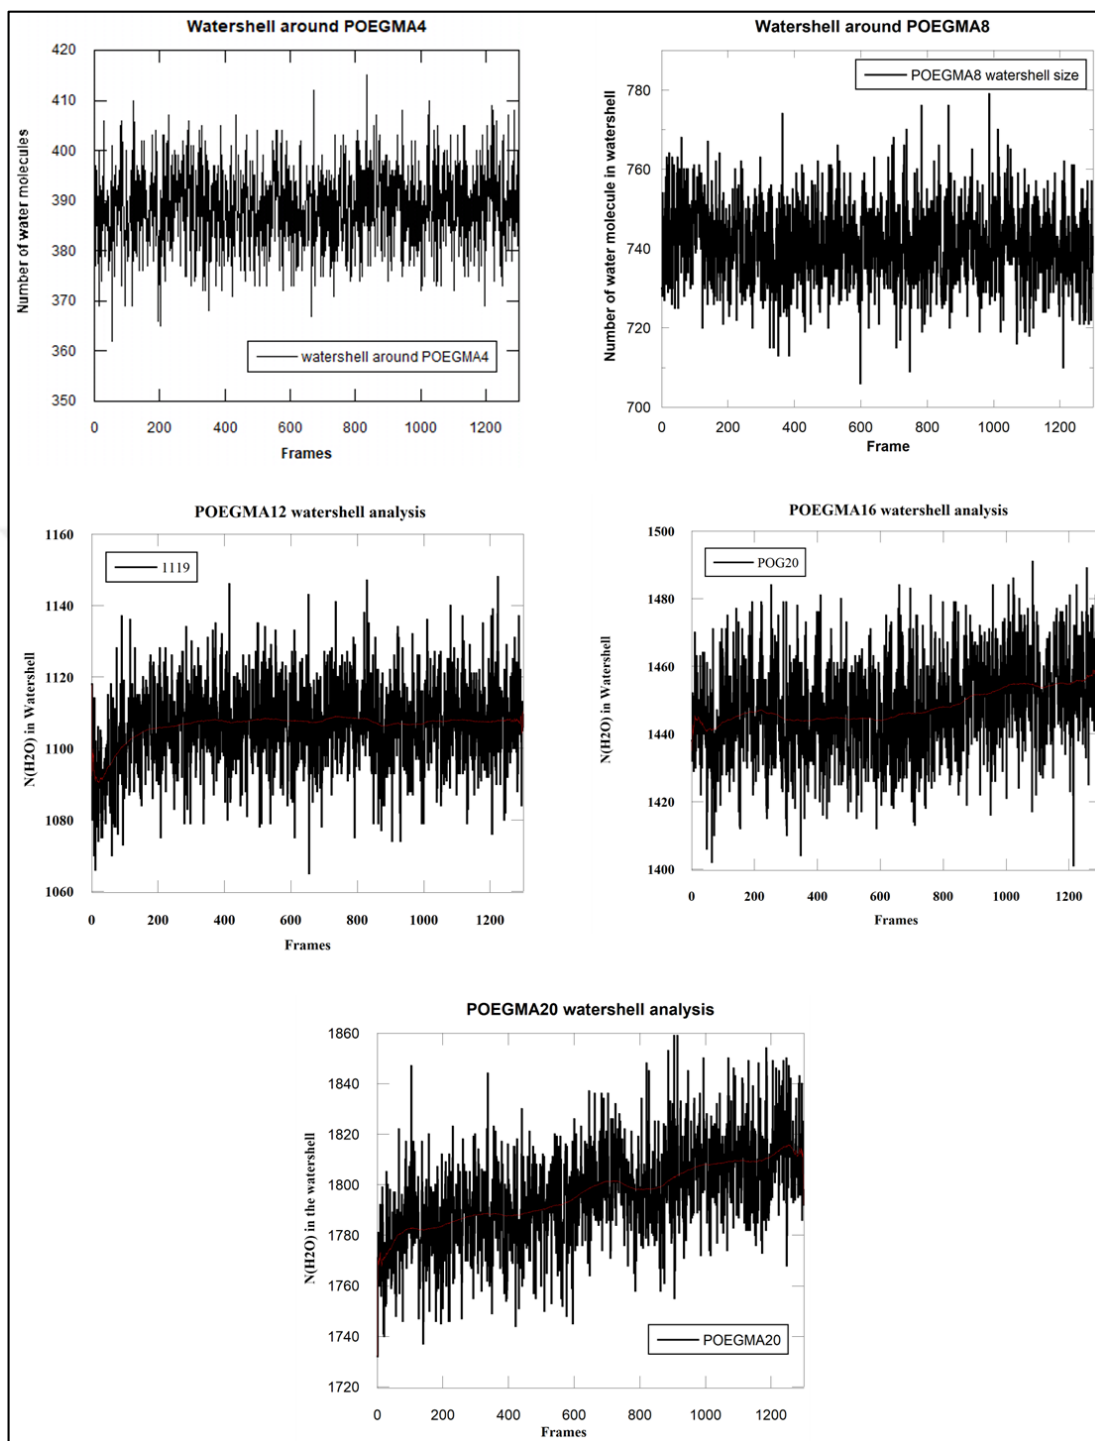 Watershell around POEGMA4
Number of water molecules
420
410
400
390
380
370
360
350
watershell around POEGMA4
0 200 400 600 800 1000 1200
Frames
Watershell around POEGMA8
Number of water molecule in watershell
780
760
740
720
700
POEGMA8 watershell size
0 200 400 600 800 1000 1200
Frame
POEGMA12 watershell analysis
N(H2O) in Watershell
1160
1140
1120
1100
1080
1060
1119
0 200 400 600 800 1000 1200
Frames
POEGMA16 watershell analysis
N(H2O) in Watershell
1500
1480
1460
1440
1420
1400
POG20
0 200 400 600 800 1000 1200
Frames
POEGMA20 watershell analysis
N(H2O) in the watershell
1860
1840
1820
1800
1780
1760
1740
1720
POEGMA20
0 200 400 600 800 1000 1200
Frames